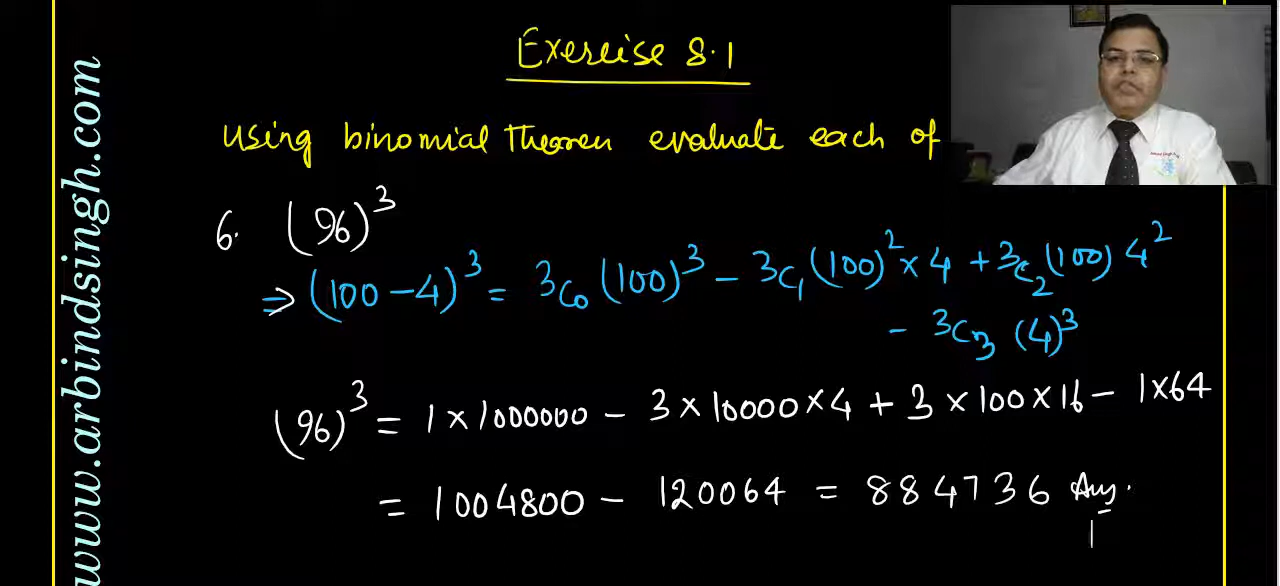 Exercise 8.1
Using binomial Theorem evaluate each of
6. (96)³
⇒ (100 - 4)³ = 3C₀ (100)³ - 3C₁ (100)² × 4 + 3C₂ (100) 4²
- 3C₃ (4)³
(96)³ = 1 × 1000000 - 3 × 10000 × 4 + 3 × 100 × 16 - 1 × 64
= 1004800 - 120064 = 884736 Ans.
www.arbindsingh.com